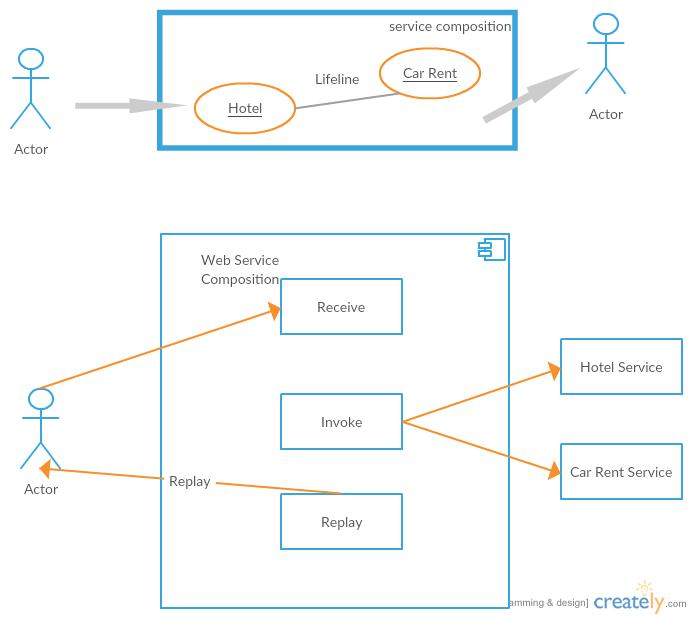 service composition
Lifeline
Car Rent
Hotel
Actor
Actor
Web Service
Composition
Receive
Hotel Service
Invoke
Car Rent Service
Replay
Actor
Replay
amming & design] creately.com